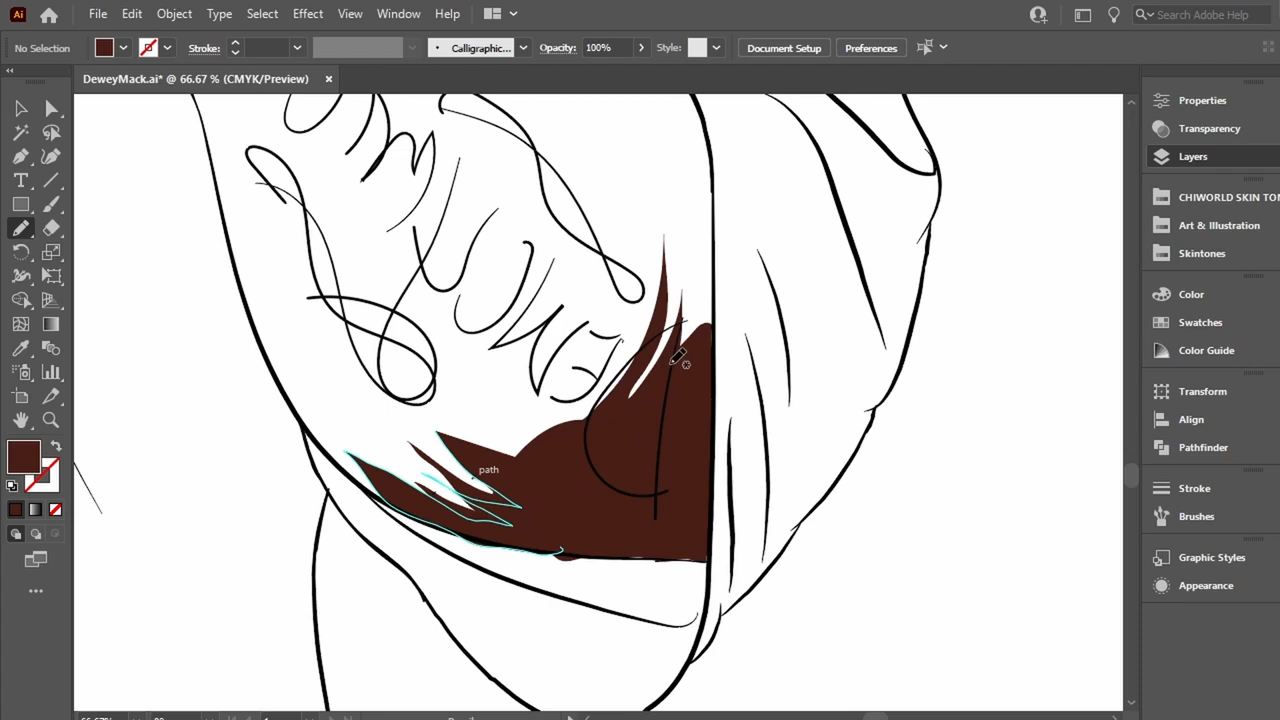 Ai File Edit Object Type Select Effect View Window Help Search Adobe Help
No Selection Stroke: Calligraphic... Opacity: 100% Style: Document Setup Preferences
DeweyMack.ai* @ 66.67 % (CMYK/Preview) ×
Properties
Transparency
Layers
CHIWORLD SKIN TON
Art & Illustration
Skintones
Color
Swatches
Color Guide
Transform
Align
Pathfinder
Stroke
Brushes
Graphic Styles
Appearance
path